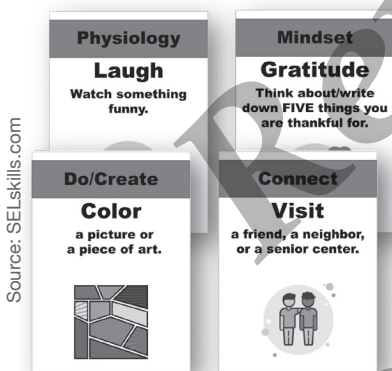 Physiology
Laugh
Watch something
funny.
Mindset
Gratitude
Think about/write
down FIVE things you
are thankful for.
Do/Create
Color
a picture or
a piece of art.
Connect
Visit
a friend, a neighbor,
or a senior center.
Source: SELskills.com